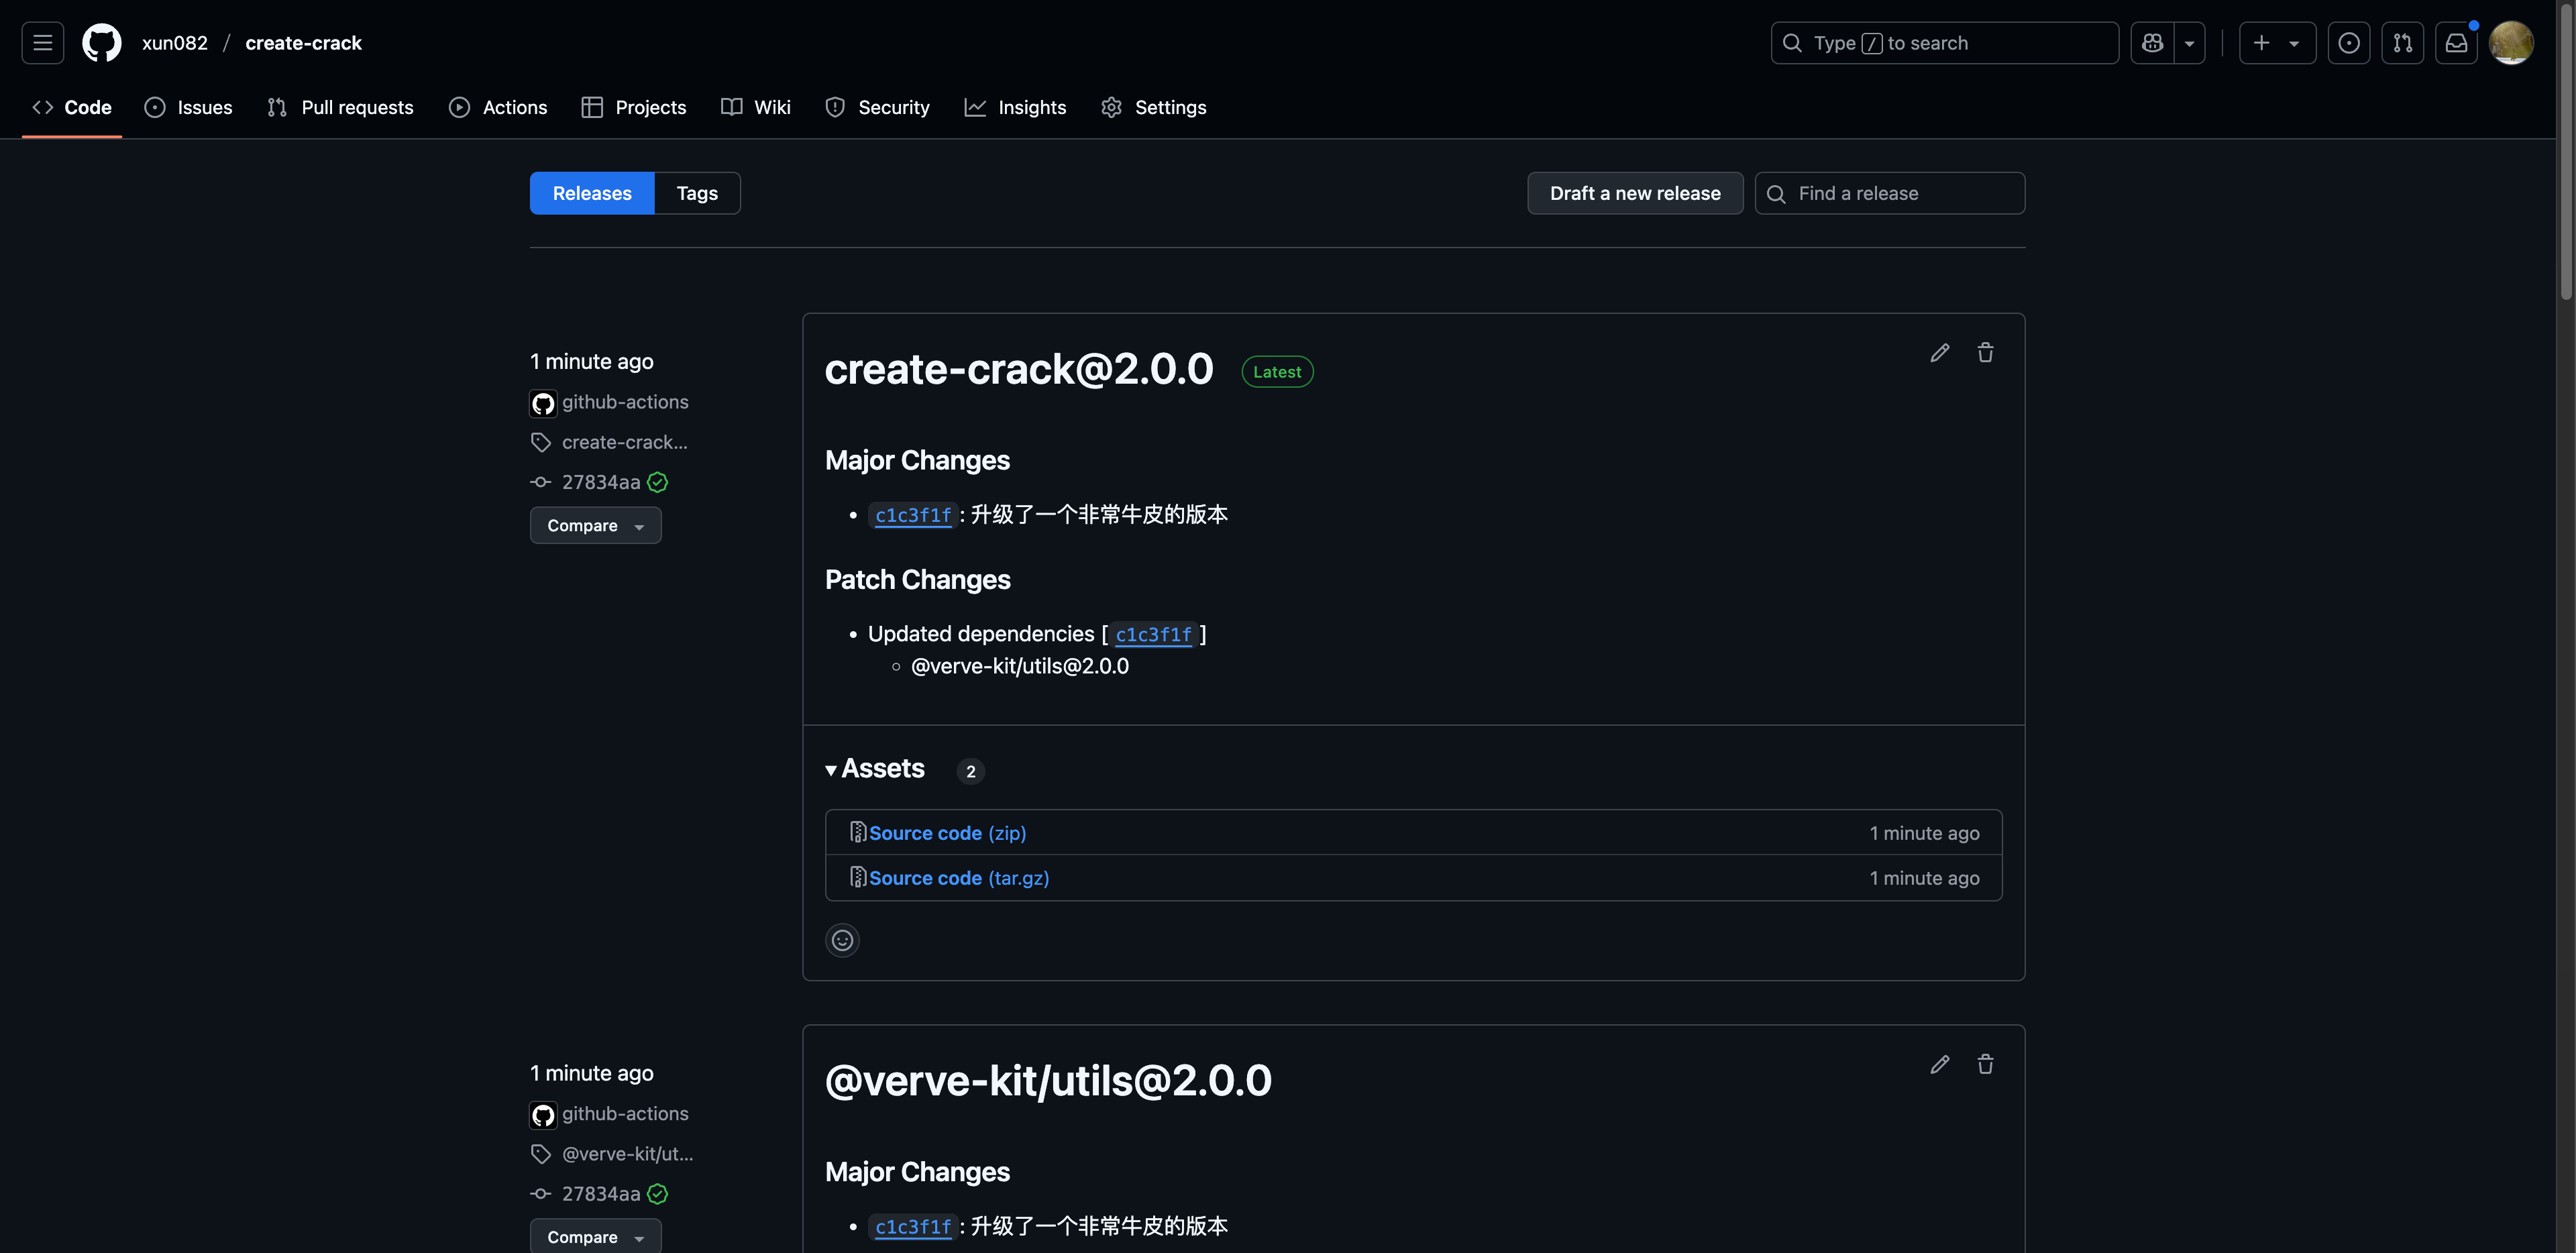 xun082 / create-crack
Type / to search
Code Issues Pull requests Actions Projects Wiki Security Insights Settings
Releases Tags
Draft a new release Find a release
1 minute ago
github-actions
create-crack...
27834aa
Compare
create-crack@2.0.0 Latest
Major Changes
c1c3f1f: 升级了一个非常牛皮的版本
Patch Changes
Updated dependencies [c1c3f1f]
@verve-kit/utils@2.0.0
Assets 2
Source code (zip) 1 minute ago
Source code (tar.gz) 1 minute ago
1 minute ago
github-actions
@verve-kit/ut...
27834aa
Compare
@verve-kit/utils@2.0.0
Major Changes
c1c3f1f: 升级了一个非常牛皮的版本